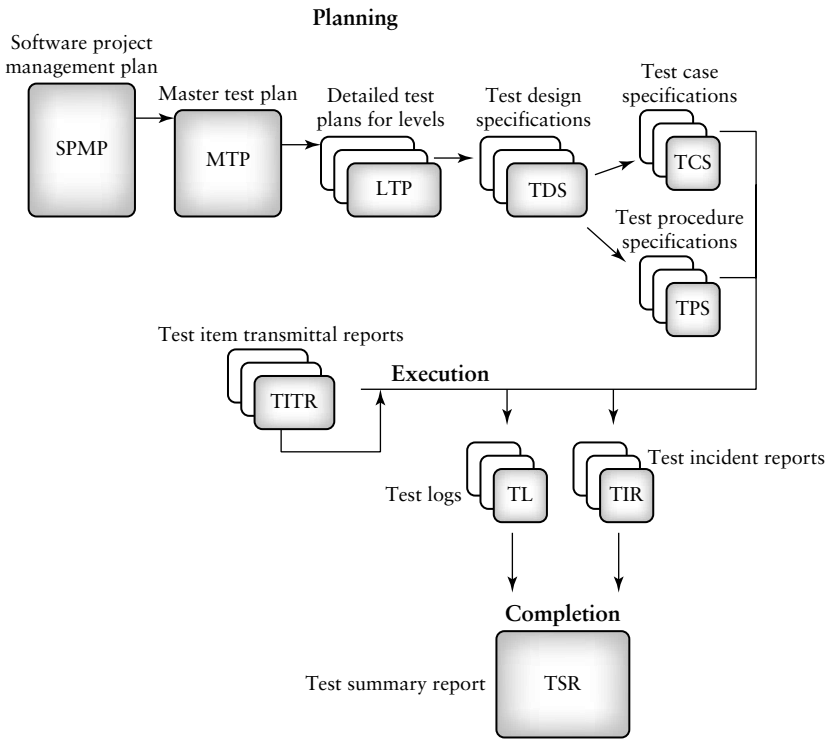 Planning
Software project
management plan
SPMP
Master test plan
MTP
Detailed test
plans for levels
LTP
Test design
specifications
TDS
Test case
specifications
TCS
Test procedure
specifications
TPS
Test item transmittal reports
TITR
Execution
Test logs
TL
TIR
Test incident reports
Completion
Test summary report
TSR